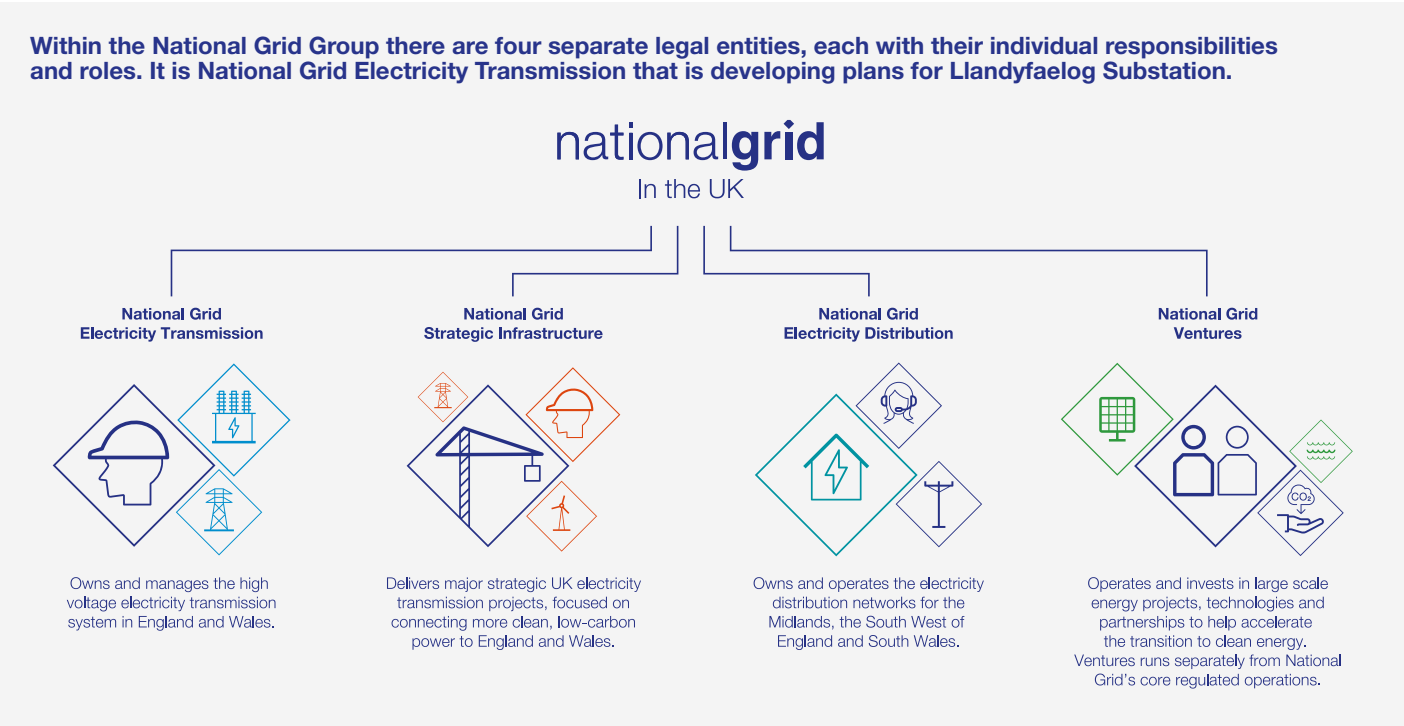 Within the National Grid Group there are four separate legal entities, each with their individual responsibilities
and roles. It is National Grid Electricity Transmission that is developing plans for Llandyfaelog Substation.
nationalgrid
In the UK
National Grid
Electricity Transmission
Owns and manages the high
voltage electricity transmission
system in England and Wales.
National Grid
Strategic Infrastructure
Delivers major strategic UK electricity
transmission projects, focused on
connecting more clean, low-carbon
power to England and Wales.
National Grid
Electricity Distribution
Owns and operates the electricity
distribution networks for the
Midlands, the South West of
England and South Wales.
National Grid
Ventures
CO₂
Operates and invests in large scale
energy projects, technologies and
partnerships to help accelerate
the transition to clean energy.
Ventures runs separately from National
Grid's core regulated operations.